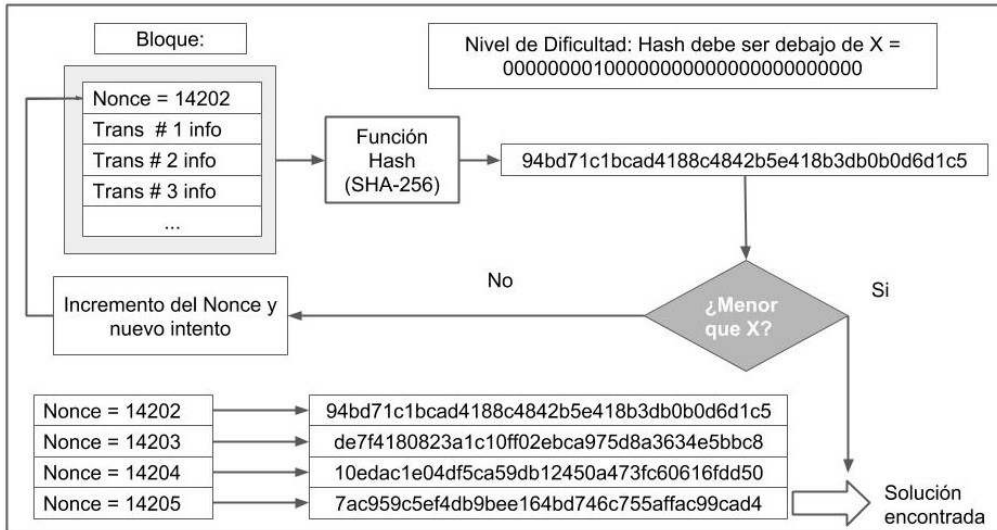 Bloque:
Nivel de Dificultad: Hash debe ser debajo de X =
00000000100000000000000000000000
Nonce = 14202
Trans # 1 info
Trans # 2 info
Trans # 3 info
...
Función
Hash
(SHA-256)
94bd71c1bcad4188c4842b5e418b3db0b0d6d1c5
¿Menor
que X?
No
Si
Incremento del Nonce y
nuevo intento
Nonce = 14202
94bd71c1bcad4188c4842b5e418b3db0b0d6d1c5
Nonce = 14203
de7f4180823a1c10ff02ebca975d8a3634e5bbc8
Nonce = 14204
10edac1e04df5ca59db12450a473fc60616fdd50
Nonce = 14205
7ac959c5ef4db9bee164bd746c755affac99cad4
Solución
encontrada